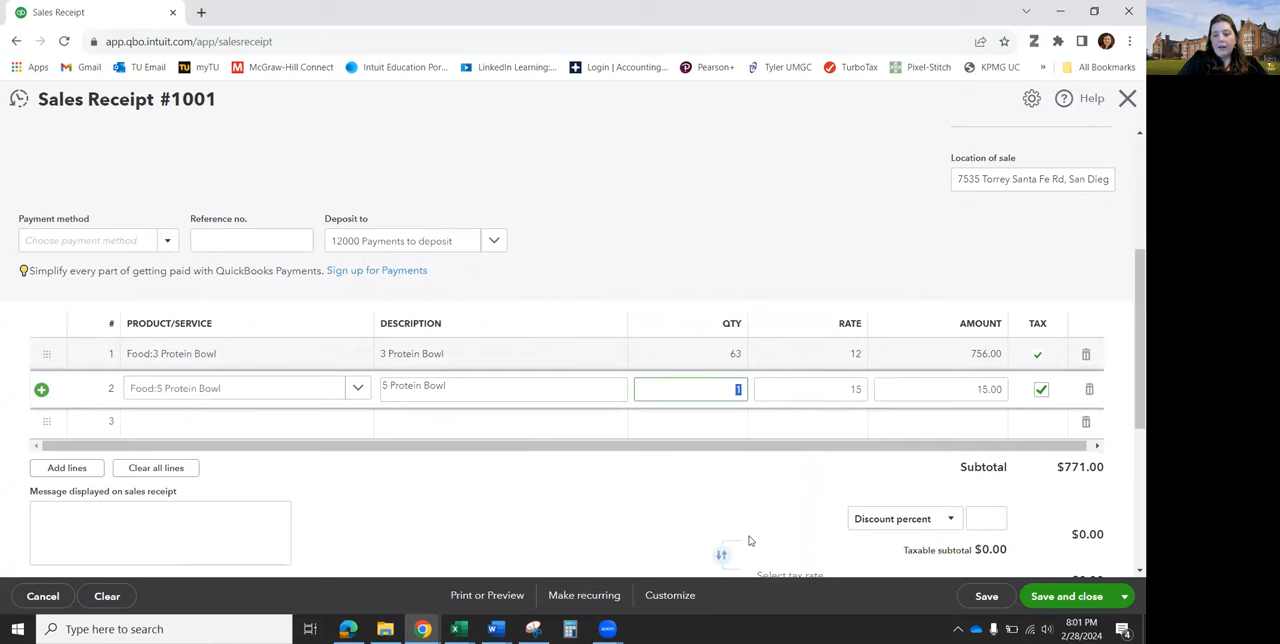 Sales Receipt
app.qbo.intuit.com/app/salesreceipt
Apps Gmail TU Email TU myTU McGraw-Hill Connect Intuit Education Por... LinkedIn Learning:... Login | Accounting... Pearson+ Tyler UMGC TurboTax Pixel-Stitch KPMG UC » All Bookmarks
Sales Receipt #1001
Help
Location of sale
7535 Torrey Santa Fe Rd, San Dieg
Payment method Reference no. Deposit to
Choose payment method 12000 Payments to deposit
Simplify every part of getting paid with QuickBooks Payments. Sign up for Payments
# PRODUCT/SERVICE DESCRIPTION QTY RATE AMOUNT TAX
1 Food:3 Protein Bowl 3 Protein Bowl 63 12 756.00
2 Food:5 Protein Bowl 5 Protein Bowl 1 15 15.00
3
Add lines Clear all lines Subtotal $771.00
Message displayed on sales receipt
Discount percent $0.00
Taxable subtotal $0.00
Select tax rate
Cancel Clear Print or Preview Make recurring Customize Save Save and close
Type here to search
8:01 PM
2/28/2024
4